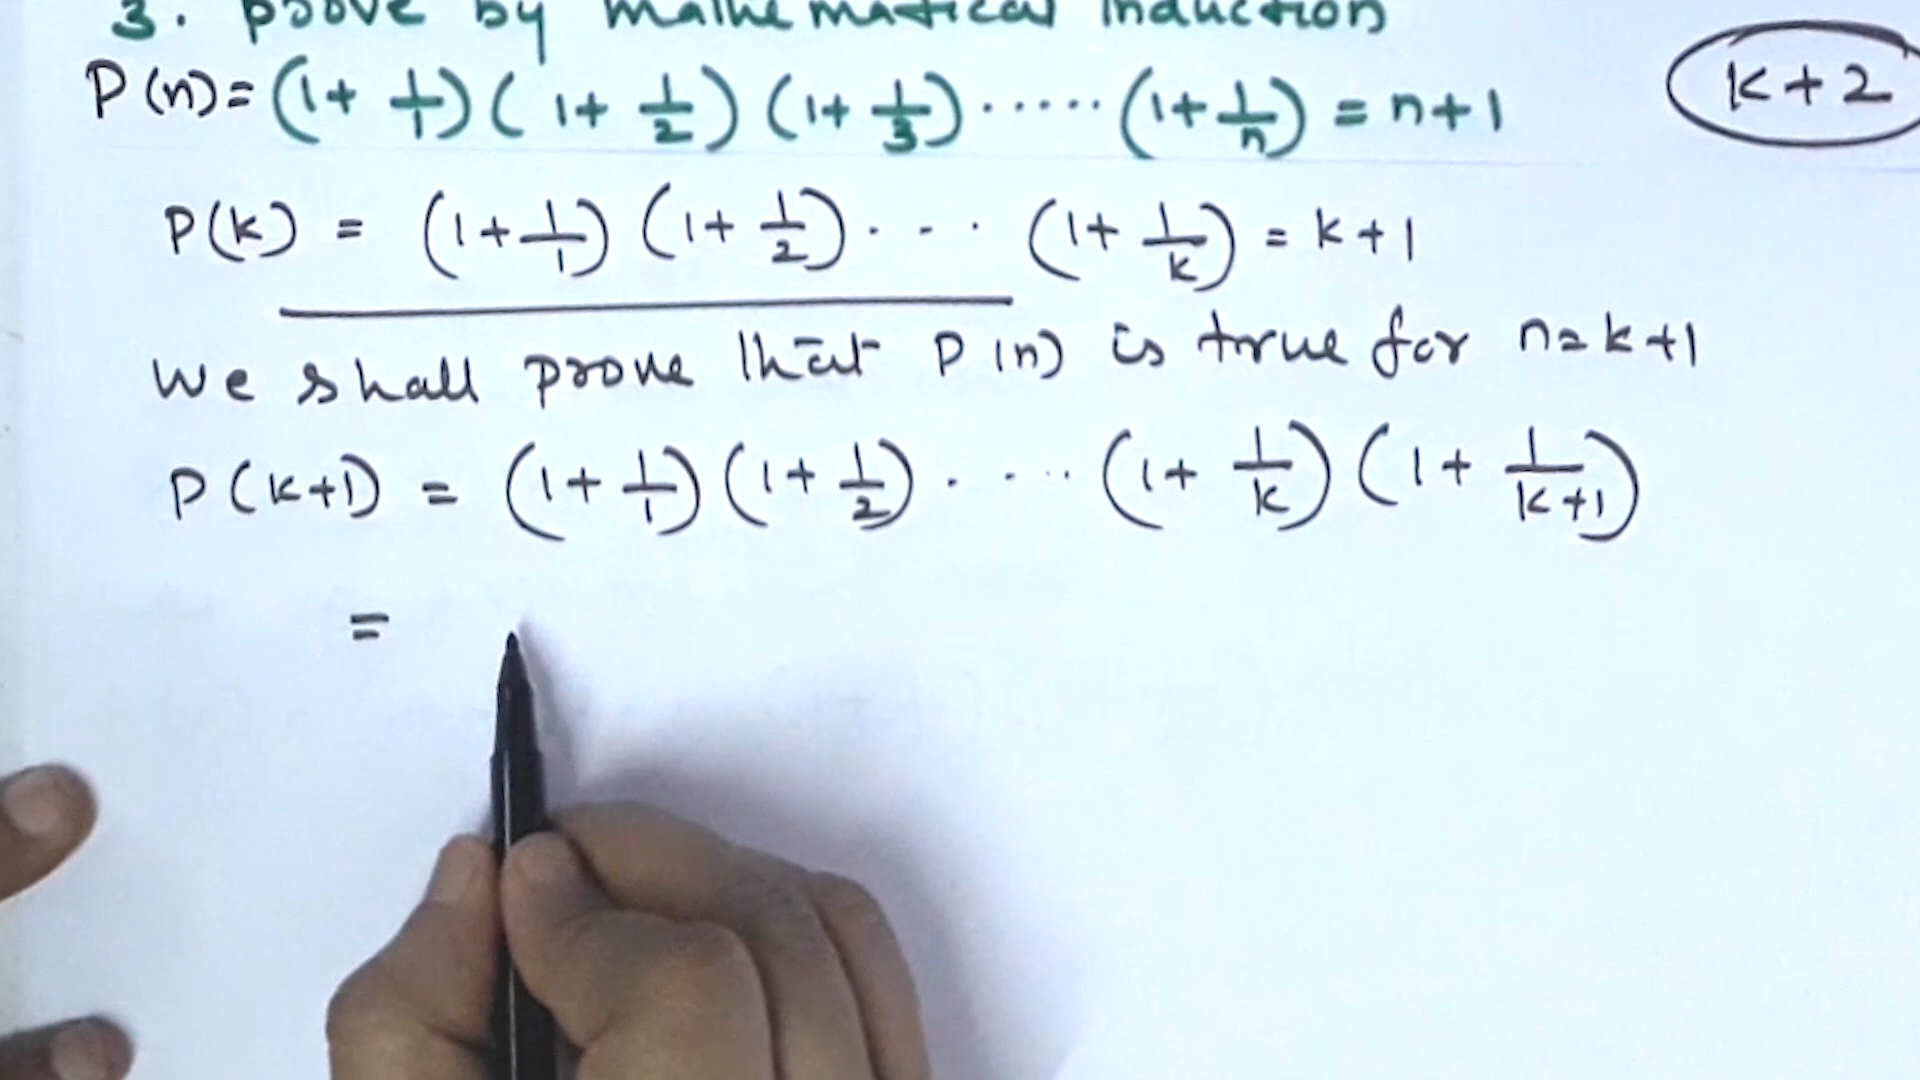 3. prove by mathematical induction
P(n)= (1+ 1/1) (1+ 1/2) (1+ 1/3) ..... (1+ 1/n) = n+1
k+2
P(k) = (1+ 1/1) (1+ 1/2) ... (1+ 1/k) = k+1
We shall prove that P(n) is true for n=k+1
P(k+1) = (1+ 1/1) (1+ 1/2) .... (1+ 1/k) (1+ 1/k+1)
=